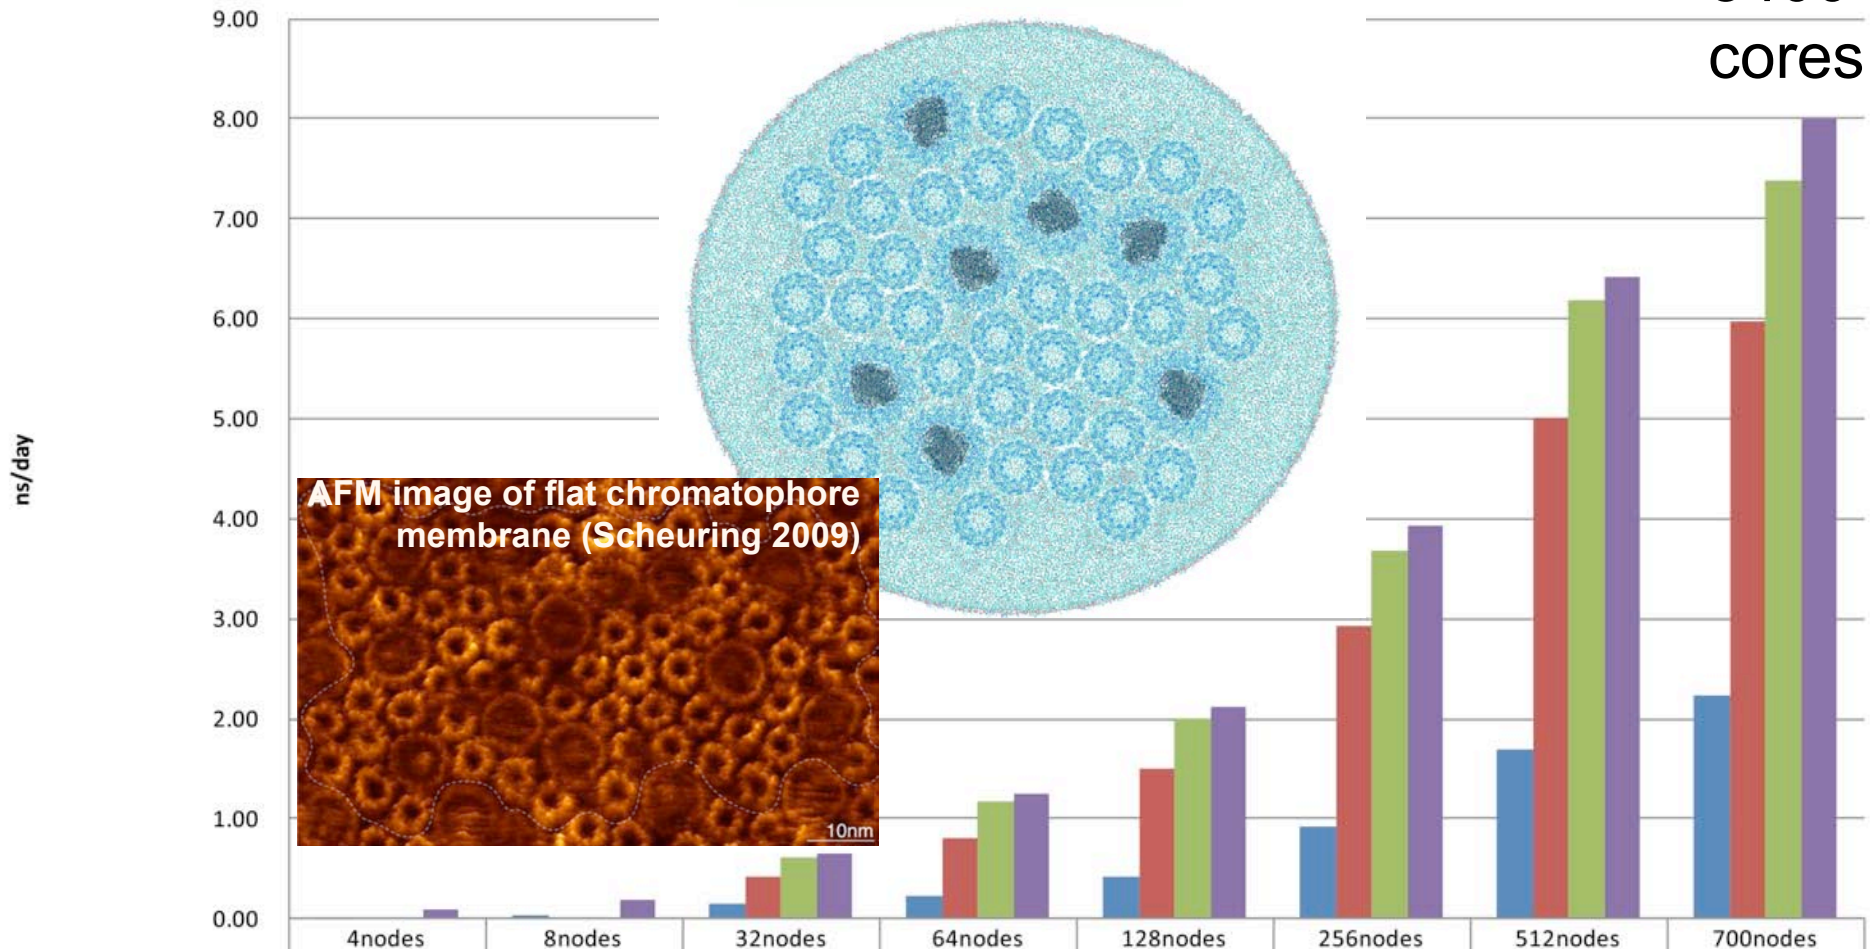 cores
9.00
8.00
7.00
6.00
5.00
4.00
3.00
2.00
1.00
0.00
ns/day
AFM image of flat chromatophore
membrane (Scheuring 2009)
10nm
4nodes 8nodes 32nodes 64nodes 128nodes 256nodes 512nodes 700nodes